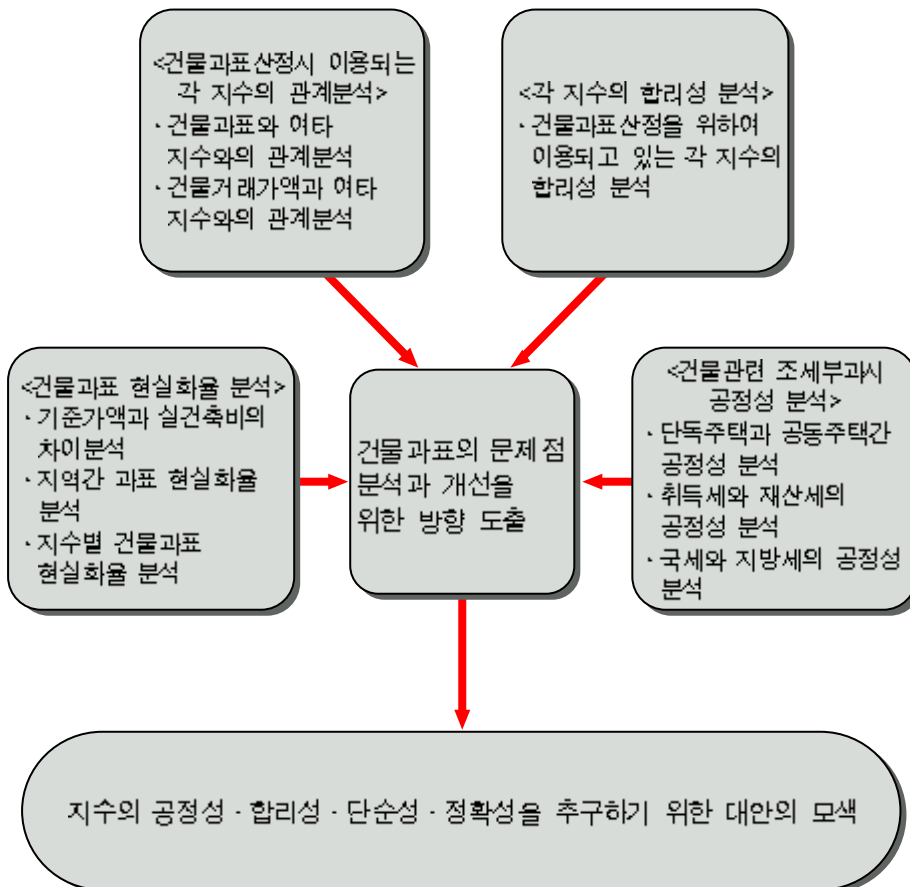 <건물과표산정시 이용되는
각 지수의 관계분석>
· 건물과표와 여타
지수와의 관계분석
· 건물거래가액과 여타
지수와의 관계분석
<각 지수의 합리성 분석>
· 건물과표산정을 위하여
이용되고 있는 각 지수의
합리성 분석
<건물과표 현실화율 분석>
· 기준가액과 실건축비의
차이분석
· 지역간 과표 현실화율
분석
· 지수별 건물과표
현실화율 분석
건물과표의 문제점
분석과 개선을
위한 방향 도출
<건물관련 조세부과시
공정성 분석>
· 단독주택과 공동주택간
공정성 분석
· 취득세와 재산세의
공정성 분석
· 국세와 지방세의 공정성
분석
지수의 공정성 · 합리성 · 단순성 · 정확성을 추구하기 위한 대안의 모색